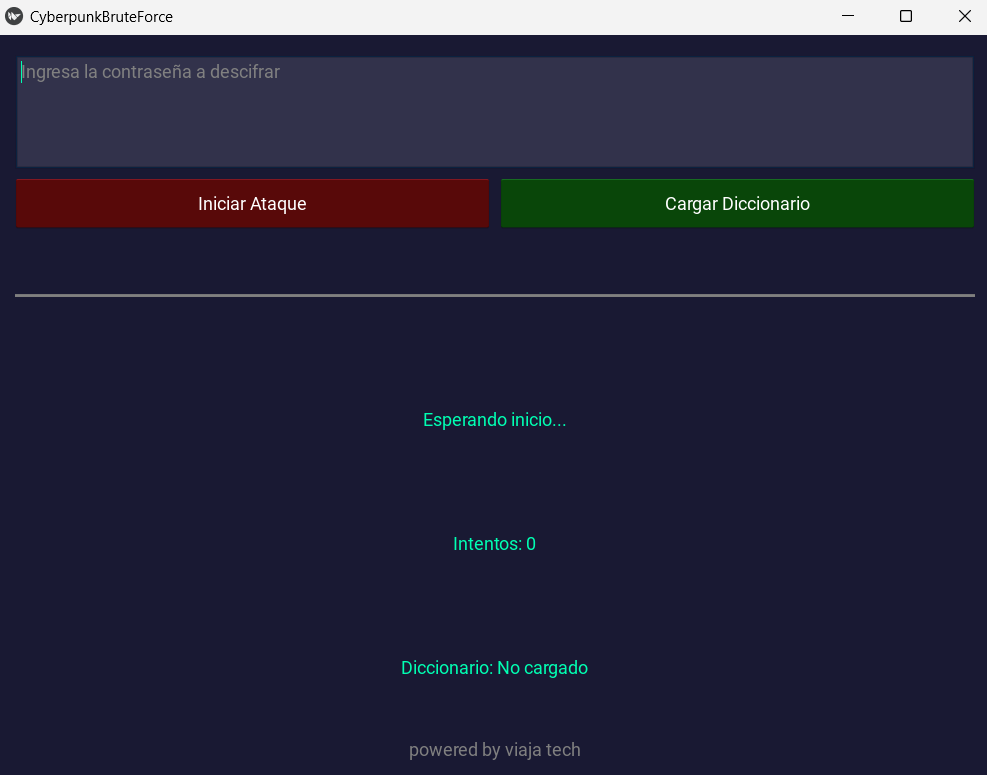 CyberpunkBruteForce
Ingresa la contraseña a descifrar
Iniciar Ataque
Cargar Diccionario
Esperando inicio...
Intentos: 0
Diccionario: No cargado
powered by viaja tech